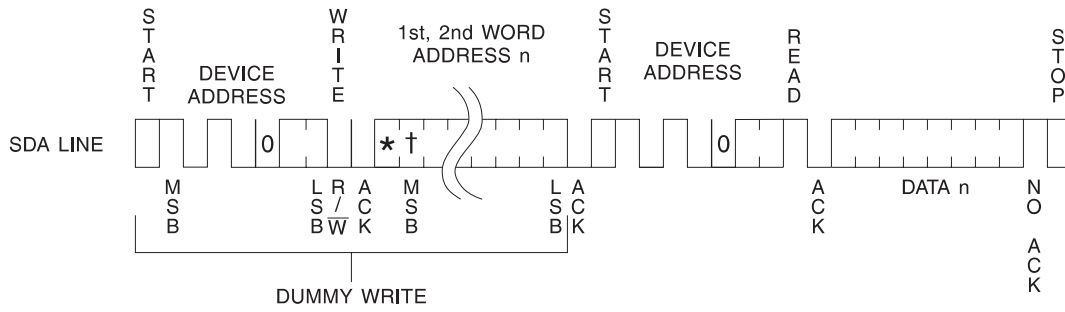 START
DEVICE
ADDRESS
WRITE
1st, 2nd WORD
ADDRESS n
START
DEVICE
ADDRESS
READ
STOP
SDA LINE
0
* †
0
MSB
LSB
R/W
ACK
MSB
LSB
ACK
ACK
DATA n
NO ACK
DUMMY WRITE